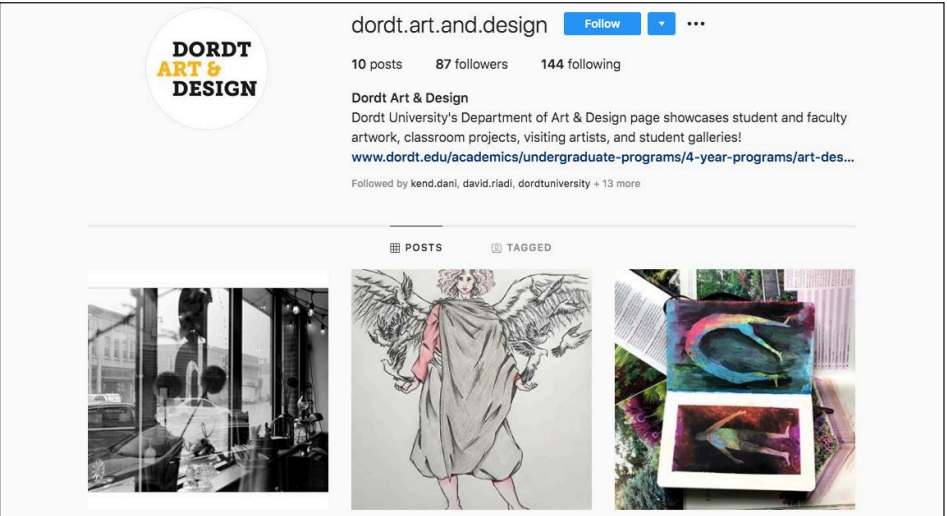 DORDT
ART &
DESIGN
dordt.art.and.design Follow
10 posts 87 followers 144 following
Dordt Art & Design
Dordt University's Department of Art & Design page showcases student and faculty
artwork, classroom projects, visiting artists, and student galleries!
www.dordt.edu/academics/undergraduate-programs/4-year-programs/art-des...
Followed by kend.dani, david.riadi, dordtuniversity + 13 more
POSTS TAGGED